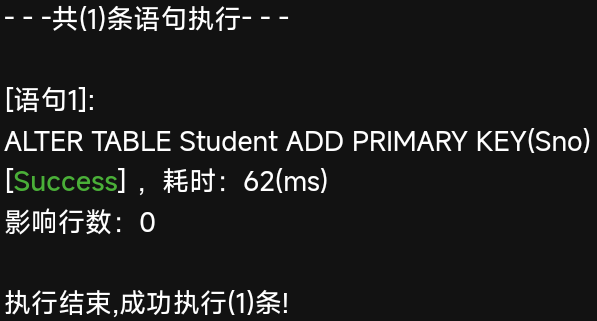 - - -共(1)条语句执行- - -
[语句1]:
ALTER TABLE Student ADD PRIMARY KEY(Sno)
[Success] ，耗时：62(ms)
影响行数：0
执行结束,成功执行(1)条!